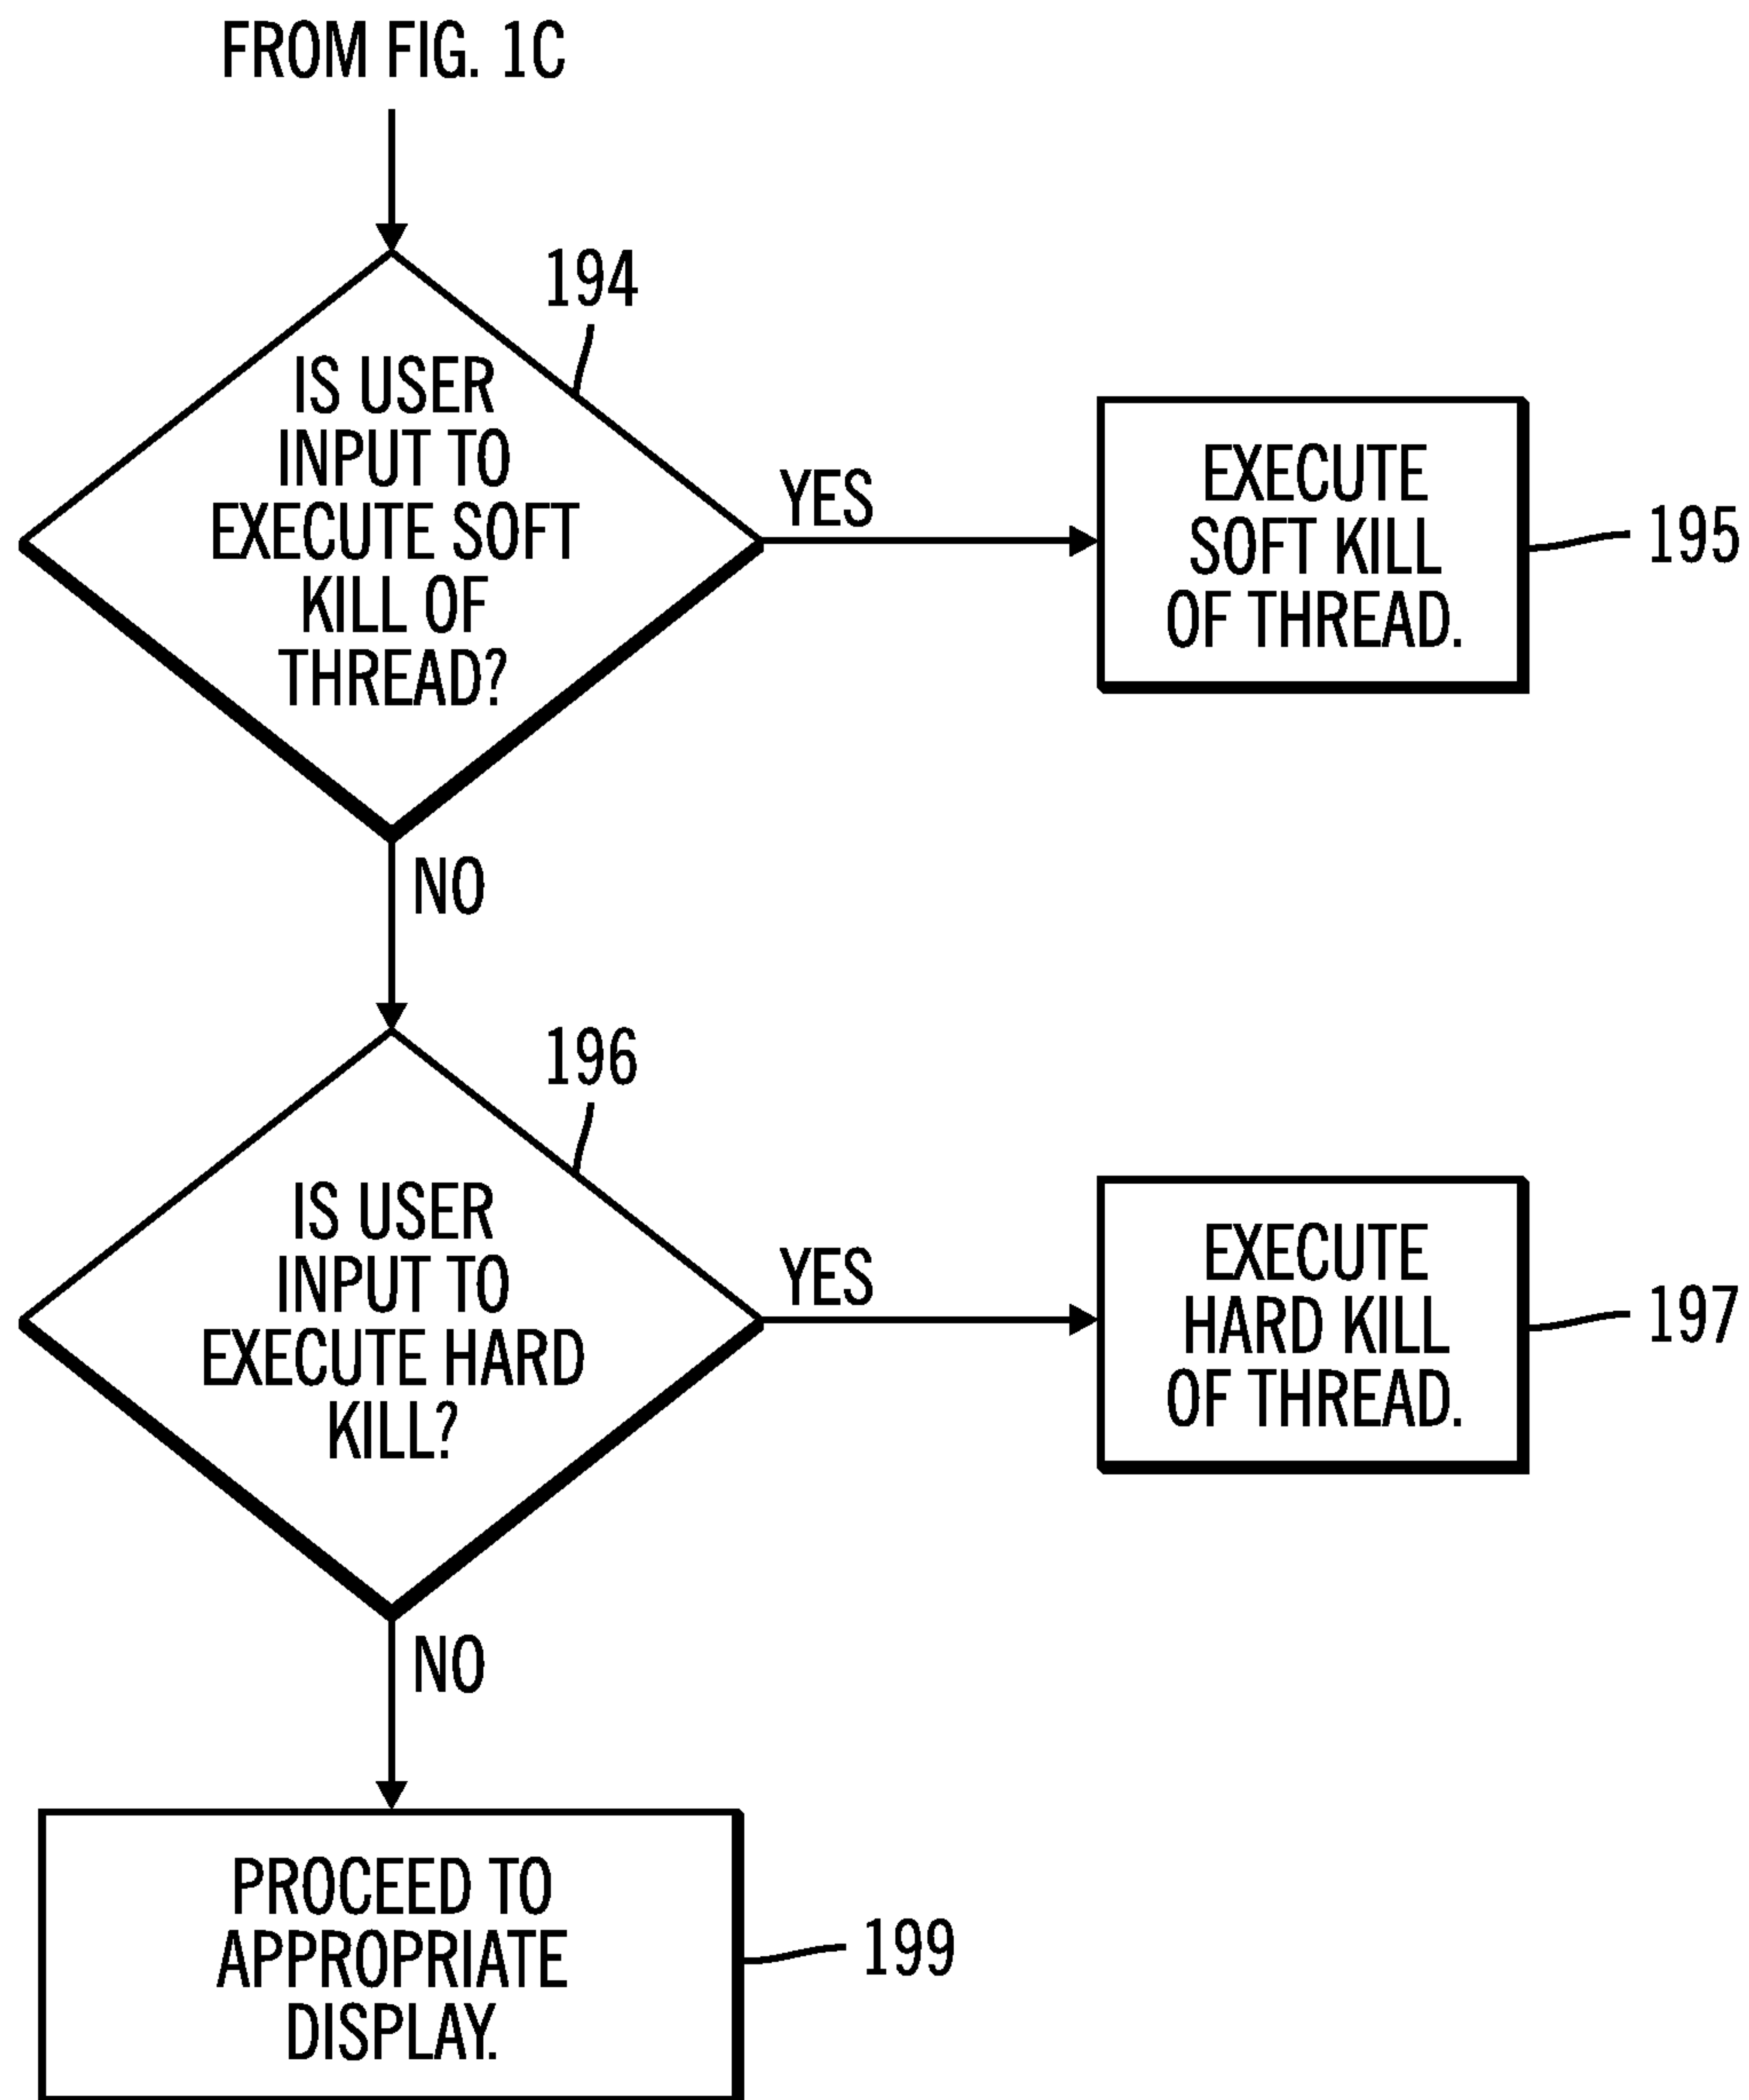 FROM FIG. 1C
194
IS USER
INPUT TO
EXECUTE SOFT
KILL OF
THREAD?
YES
EXECUTE
SOFT KILL
OF THREAD.
195
NO
196
IS USER
INPUT TO
EXECUTE HARD
KILL?
YES
EXECUTE
HARD KILL
OF THREAD.
197
NO
PROCEED TO
APPROPRIATE
DISPLAY.
199